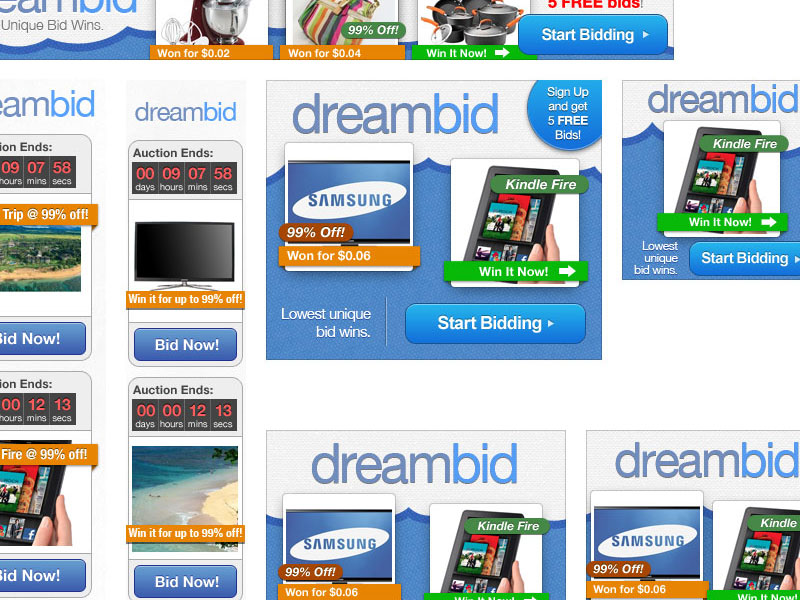 dreambid
Unique Bid Wins.
Won for $0.02
99% Off!
Won for $0.04
Win It Now!
5 FREE bids!
Start Bidding
dreambid
Auction Ends:
09 07 58
hours mins secs
Trip @ 99% off!
Bid Now!
Auction Ends:
00 12 13
hours mins secs
Fire @ 99% off!
Bid Now!
dreambid
Auction Ends:
00 09 07 58
days hours mins secs
Win it for up to 99% off!
Bid Now!
Auction Ends:
00 00 12 13
days hours mins secs
Win it for up to 99% off!
Bid Now!
dreambid
Sign Up
and get
5 FREE
Bids!
SAMSUNG
99% Off!
Won for $0.06
Kindle Fire
Win It Now!
Lowest unique
bid wins.
Start Bidding
dreambid
Kindle Fire
Win It Now!
Lowest
unique
bid wins.
Start Bidding
dreambid
SAMSUNG
99% Off!
Won for $0.06
Kindle Fire
Win It Now!
dreambid
SAMSUNG
99% Off!
Won for $0.06
Kindle
Win It Now!